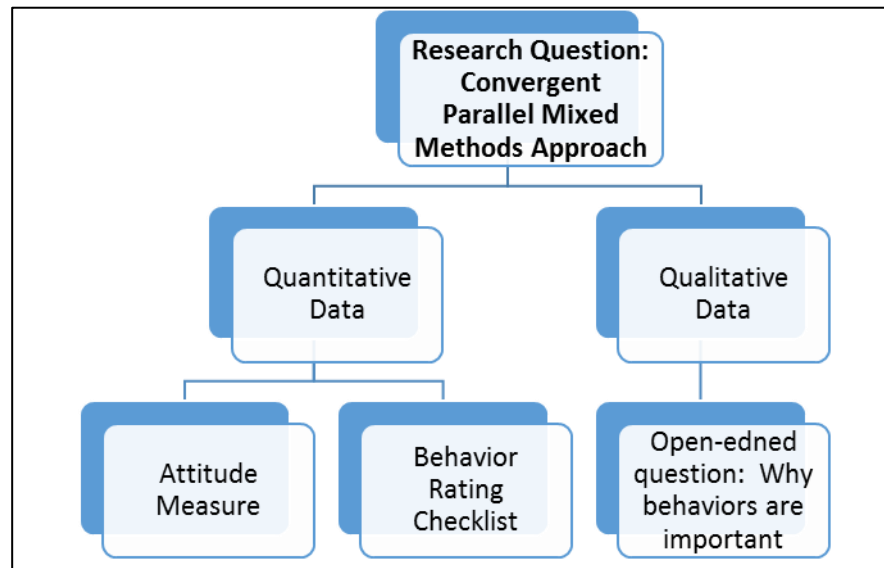 Research Question:
Convergent
Parallel Mixed
Methods Approach
Quantitative
Data
Qualitative
Data
Attitude
Measure
Behavior
Rating
Checklist
Open-edned
question:  Why
behaviors are
important